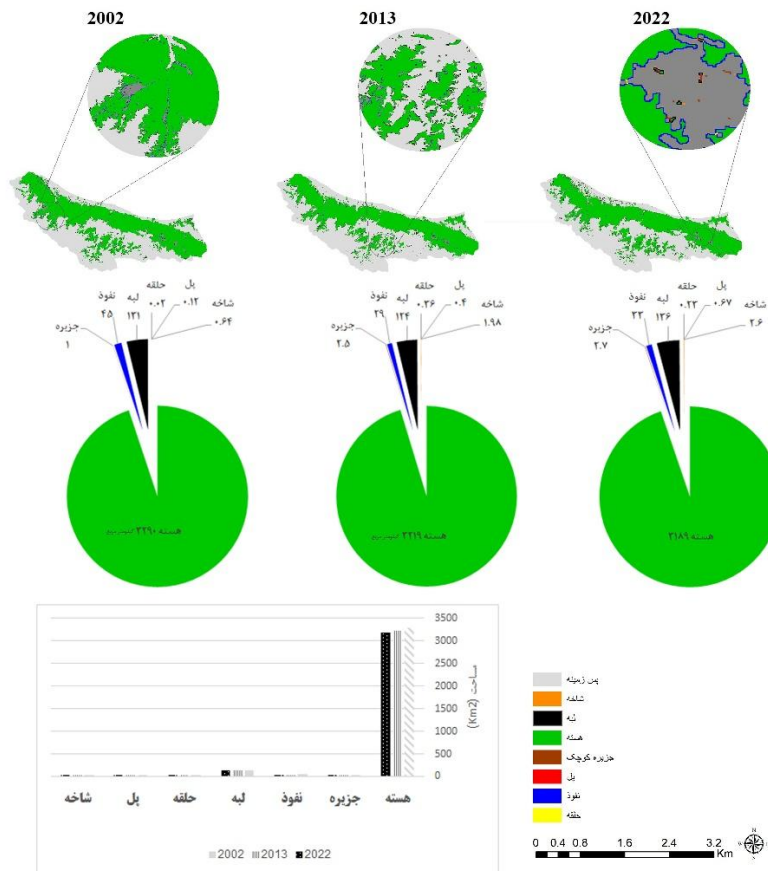 2002
2013
2022
حلقه
۰.۰۲
پل
۰.۱۲
شاخه
۰.۶۴
لبه
۱۳۱
نفوذ
۴۵
جزیره
۱
هسته ۳۲۹۰
حلقه
۰.۳۶
پل
۰.۴
شاخه
۱.۹۸
لبه
۱۲۴
نفوذ
۲۹
جزیره
۲.۵
هسته ۳۲۱۹
حلقه
۰.۲۳
پل
۰.۶۷
شاخه
۲.۶
لبه
۱۳۶
نفوذ
۳۳
جزیره
۲.۷
هسته ۳۱۸۹
3500
3000
2500
2000
1500
1000
500
0
مساحت (Km2)
هسته
جزیره
نفوذ
لبه
حلقه
پل
شاخه
2002
2013
2022
پس زمینه
شاخه
لبه
هسته
جزیره کوچک
پل
نفوذ
حلقه
0 0.4 0.8 1.6 2.4 3.2
Km